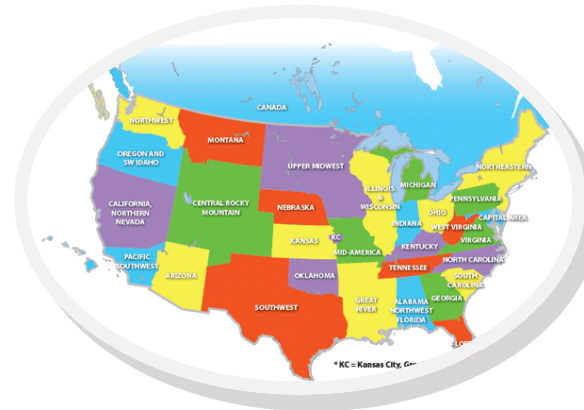 CANADA
NORTHWEST
MONTANA
OREGON AND
SW IDAHO
UPPER MIDWEST
NORTHEASTERN
MICHIGAN
ILLINOIS
&
WISCONSIN
PENNSYLVANIA
CENTRAL ROCKY
MOUNTAIN
NEBRASKA
CALIFORNIA,
NORTHERN
NEVADA
OHIO
INDIANA
CAPITAL AREA
WEST VIRGINIA
VIRGINIA
KANSAS
KC
MID-AMERICA
KENTUCKY
NORTH CAROLINA
PACIFIC
SOUTHWEST
ARIZONA
OKLAHOMA
TENNESSEE
SOUTH
CAROLINA
SOUTHWEST
GREAT
RIVER
ALABAMA
NORTHWEST
FLORIDA
GEORGIA
* KC = Kansas City,